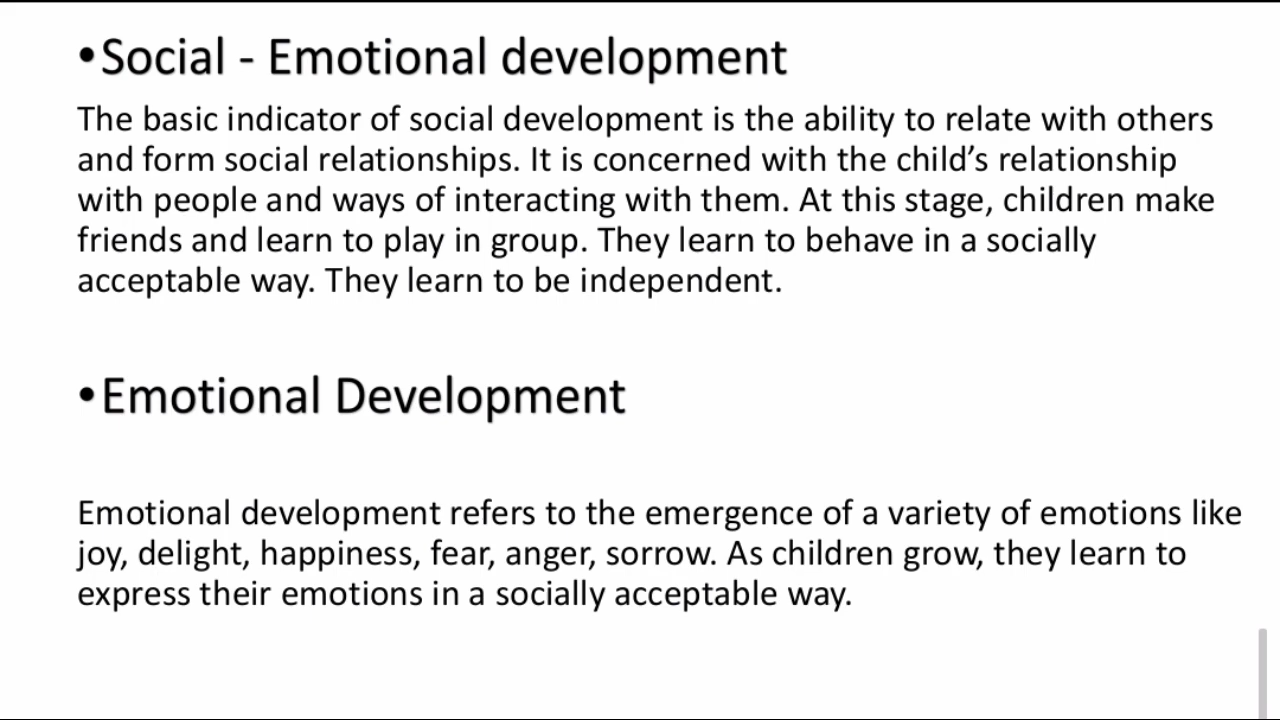 •Social - Emotional development
The basic indicator of social development is the ability to relate with others
and form social relationships. It is concerned with the child’s relationship
with people and ways of interacting with them. At this stage, children make
friends and learn to play in group. They learn to behave in a socially
acceptable way. They learn to be independent.
•Emotional Development
Emotional development refers to the emergence of a variety of emotions like
joy, delight, happiness, fear, anger, sorrow. As children grow, they learn to
express their emotions in a socially acceptable way.